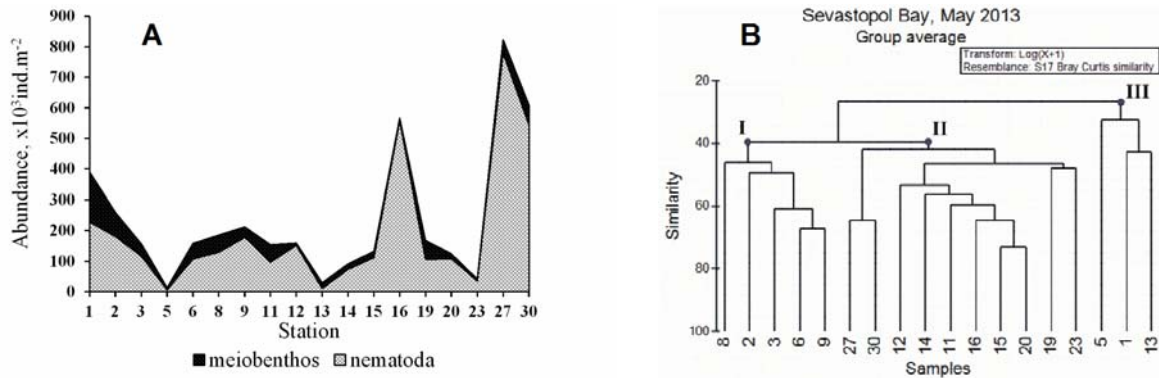 A
900
800
700
600
500
400
300
200
100
0
Abundance, x10³ind.m⁻²
1 2 3 5 6 8 9 11 12 13 14 15 16 19 20 23 27 30
Station
meiobenthos nematoda
B
Sevastopol Bay, May 2013
Group average
Transform: Log(X+1)
Resemblance: S17 Bray Curtis similarity
20
40
60
80
100
Similarity
I
II
III
8 2 3 6 9 27 30 12 14 11 16 15 20 19 23 5 1 13
Samples